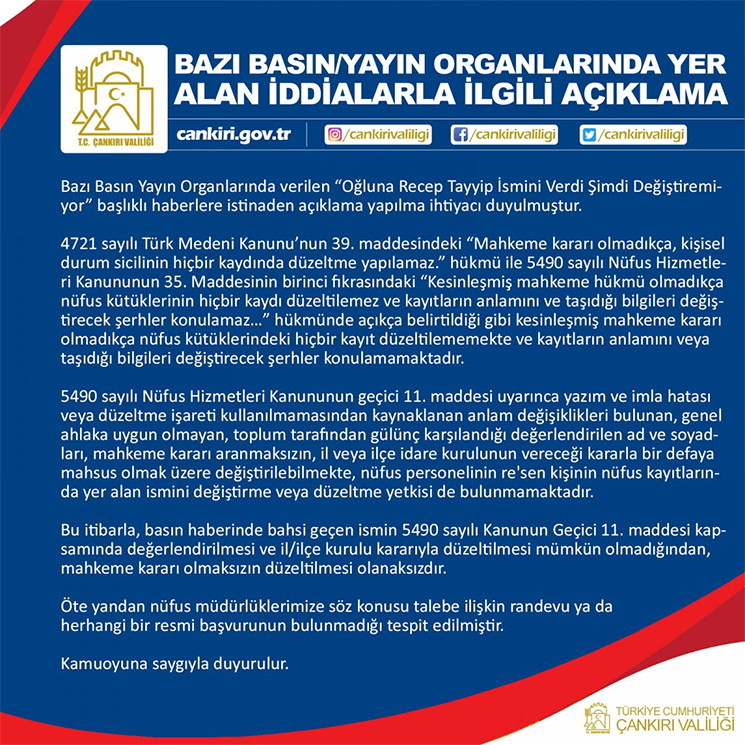 BAZI BASIN/YAYIN ORGANLARINDA YER
ALAN İDDİALARLA İLGİLİ AÇIKLAMA
T.C. ÇANKIRI VALİLİĞİ
cankiri.gov.tr
/cankirivaliligi
/cankirivaliligi
/cankirivaliligi
Bazı Basın Yayın Organlarında verilen “Oğluna Recep Tayyip İsmini Verdi Şimdi Değiştiremi-
yor” başlıklı haberlere istinaden açıklama yapılma ihtiyacı duyulmuştur.
4721 sayılı Türk Medeni Kanunu’nun 39. maddesindeki “Mahkeme kararı olmadıkça, kişisel
durum sicilinin hiçbir kaydında düzeltme yapılamaz.” hükmü ile 5490 sayılı Nüfus Hizmetle-
ri Kanununun 35. Maddesinin birinci fıkrasındaki “Kesinleşmiş mahkeme hükmü olmadıkça
nüfus kütüklerinin hiçbir kaydı düzeltilemez ve kayıtların anlamını ve taşıdığı bilgileri değiş-
tirecek şerhler konulamaz...” hükmünde açıkça belirtildiği gibi kesinleşmiş mahkeme kararı
olmadıkça nüfus kütüklerindeki hiçbir kayıt düzeltilememekte ve kayıtların anlamını veya
taşıdığı bilgileri değiştirecek şerhler konulamamaktadır.
5490 sayılı Nüfus Hizmetleri Kanununun geçici 11. maddesi uyarınca yazım ve imla hatası
veya düzeltme işareti kullanılmamasından kaynaklanan anlam değişiklikleri bulunan, genel
ahlaka uygun olmayan, toplum tarafından gülünç karşılandığı değerlendirilen ad ve soyad-
ları, mahkeme kararı aranmaksızın, il veya ilçe idare kurulunun vereceği kararla bir defaya
mahsus olmak üzere değiştirilebilmekte, nüfus personelinin re'sen kişinin nüfus kayıtların-
da yer alan ismini değiştirme veya düzeltme yetkisi de bulunmamaktadır.
Bu itibarla, basın haberinde bahsi geçen ismin 5490 sayılı Kanunun Geçici 11. maddesi kap-
samında değerlendirilmesi ve il/ilçe kurulu kararıyla düzeltilmesi mümkün olmadığından,
mahkeme kararı olmaksızın düzeltilmesi olanaksızdır.
Öte yandan nüfus müdürlüklerimize söz konusu talebe ilişkin randevu ya da
herhangi bir resmi başvurunun bulunmadığı tespit edilmiştir.
Kamuoyuna saygıyla duyurulur.
TÜRKİYE CUMHURİYETİ
ÇANKIRI VALİLİĞİ